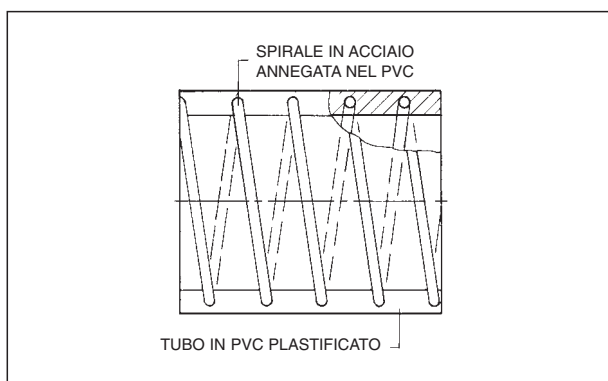 SPIRALE IN ACCIAIO
ANNEGATA NEL PVC
TUBO IN PVC PLASTIFICATO